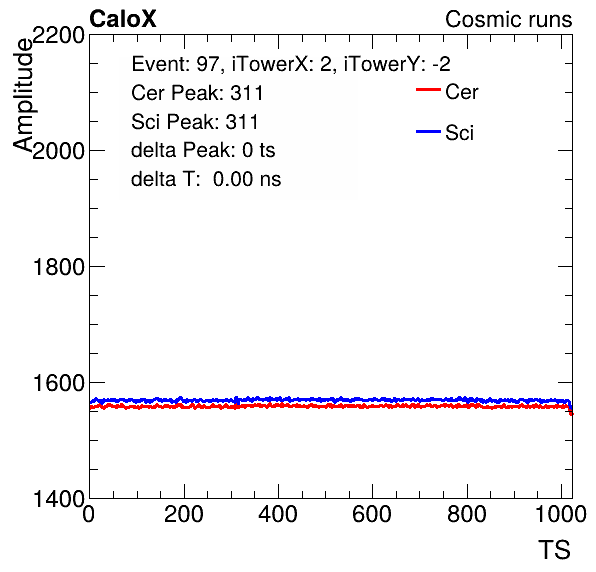 CaloX Cosmic runs
Amplitude
2200
2000
1800
1600
1400
Event: 97, iTowerX: 2, iTowerY: -2
Cer Peak: 311
Sci Peak: 311
delta Peak: 0 ts
delta T:  0.00 ns
Cer
Sci
0 200 400 600 800 1000
TS